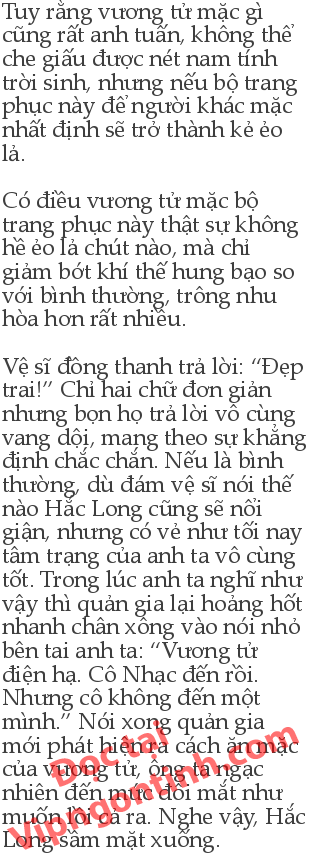 Tuy rằng vương tử mặc gì
cũng rất anh tuấn, không thể
che giấu được nét nam tính
trời sinh, nhưng nếu bộ trang
phục này để người khác mặc
nhất định sẽ trở thành kẻ ẻo
lả.
Có điều vương tử mặc bộ
trang phục này thật sự không
hề ẻo lả chút nào, mà chỉ
giảm bớt khí thế hung bạo so
với bình thường, trông nhu
hòa hơn rất nhiều.
Vệ sĩ đồng thanh trả lời: “Đẹp
trai!” Chỉ hai chữ đơn giản
nhưng bọn họ trả lời vô cùng
vang dội, mang theo sự khẳng
định chắc chắn. Nếu là bình
thường, dù đám vệ sĩ nói thế
nào Hắc Long cũng sẽ nổi
giận, nhưng có vẻ như tối nay
tâm trạng của anh ta vô cùng
tốt. Trong lúc anh ta nghĩ như
vậy thì quản gia lại hoảng hốt
nhanh chân xông vào nói nhỏ
bên tai anh ta: “Vương tử
điện hạ. Cô Nhạc đến rồi.
Nhưng cô không đến một
mình.” Nói xong quản gia
mới phát hiện ra cách ăn mặc
của vương tử, ông ta ngạc
nhiên đến mức đôi mắt như
muốn lồi cả ra. Nghe vậy, Hắc
Long sầm mặt xuống.
Đọc tại
Vipngontinh.com